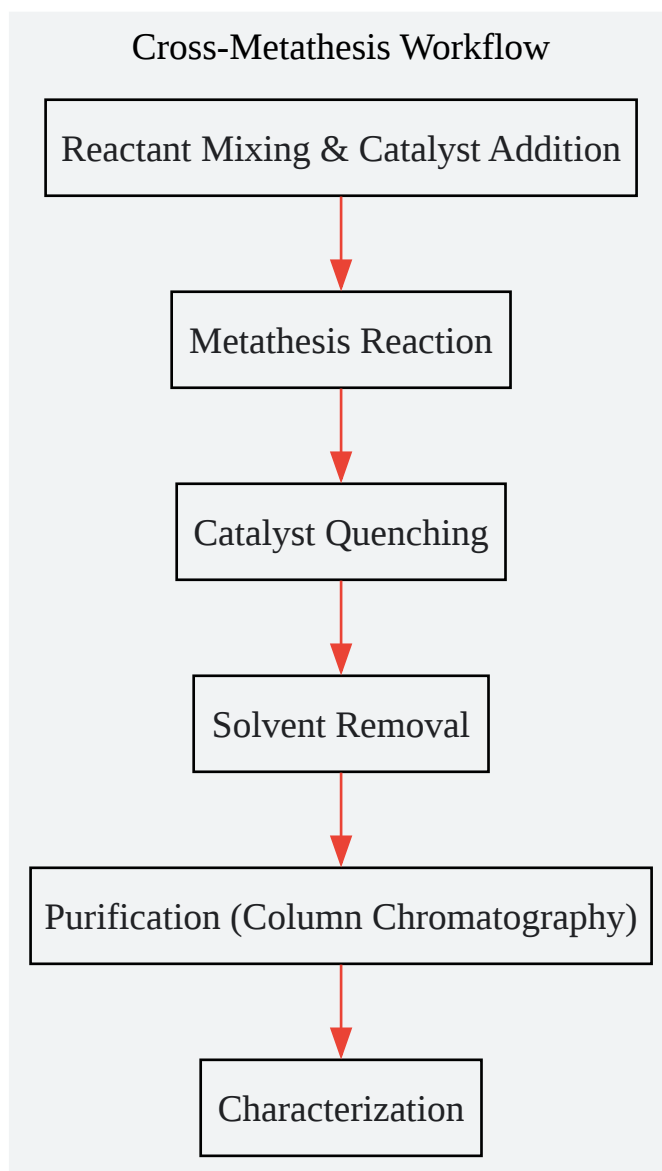 Cross-Metathesis Workflow
Reactant Mixing & Catalyst Addition
Metathesis Reaction
Catalyst Quenching
Solvent Removal
Purification (Column Chromatography)
Characterization